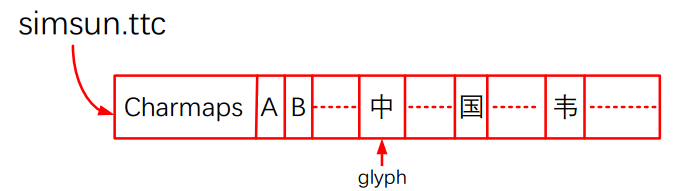 simsun.ttc
Charmaps A B 中 国 韦
glyph